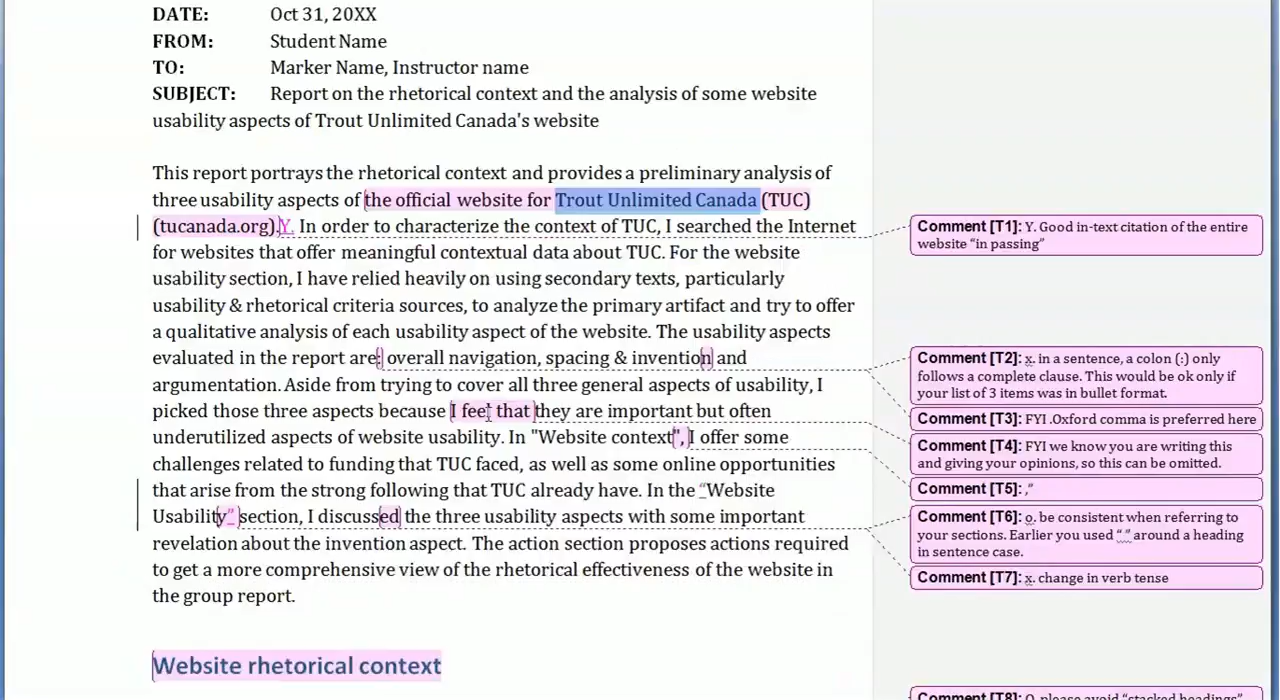 DATE: Oct 31, 20XX
FROM: Student Name
TO: Marker Name, Instructor name
SUBJECT: Report on the rhetorical context and the analysis of some website
usability aspects of Trout Unlimited Canada's website
This report portrays the rhetorical context and provides a preliminary analysis of
three usability aspects of the official website for Trout Unlimited Canada (TUC)
(tucanada.org).Y. In order to characterize the context of TUC, I searched the Internet
for websites that offer meaningful contextual data about TUC. For the website
usability section, I have relied heavily on using secondary texts, particularly
usability & rhetorical criteria sources, to analyze the primary artifact and try to offer
a qualitative analysis of each usability aspect of the website. The usability aspects
evaluated in the report are: overall navigation, spacing & invention and
argumentation. Aside from trying to cover all three general aspects of usability, I
picked those three aspects because I feel that they are important but often
underutilized aspects of website usability. In "Website context", I offer some
challenges related to funding that TUC faced, as well as some online opportunities
that arise from the strong following that TUC already have. In the “Website
Usability” section, I discussed the three usability aspects with some important
revelation about the invention aspect. The action section proposes actions required
to get a more comprehensive view of the rhetorical effectiveness of the website in
the group report.
Website rhetorical context
Comment [T1]: Y. Good in-text citation of the entire
website “in passing”
Comment [T2]: x. in a sentence, a colon (:) only
follows a complete clause. This would be ok only if
your list of 3 items was in bullet format.
Comment [T3]: FYI .Oxford comma is preferred here
Comment [T4]: FYI we know you are writing this
and giving your opinions, so this can be omitted.
Comment [T5]: ,”
Comment [T6]: o. be consistent when referring to
your sections. Earlier you used “ ” around a heading
in sentence case.
Comment [T7]: x. change in verb tense
Comment [T8]: O. please avoid “stacked headings”